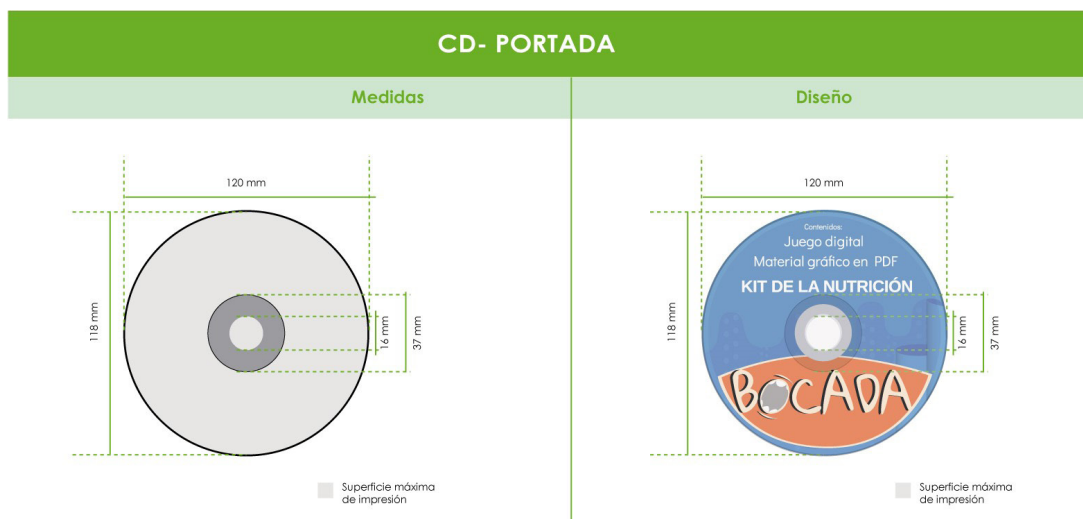 CD- PORTADA
Medidas
Diseño
120 mm
118 mm
16 mm
37 mm
Superficie máxima
de impresión
120 mm
Contenidos:
Juego digital
Material gráfico en PDF
KIT DE LA NUTRICIÓN
BOCADA
118 mm
16 mm
37 mm
Superficie máxima
de impresión